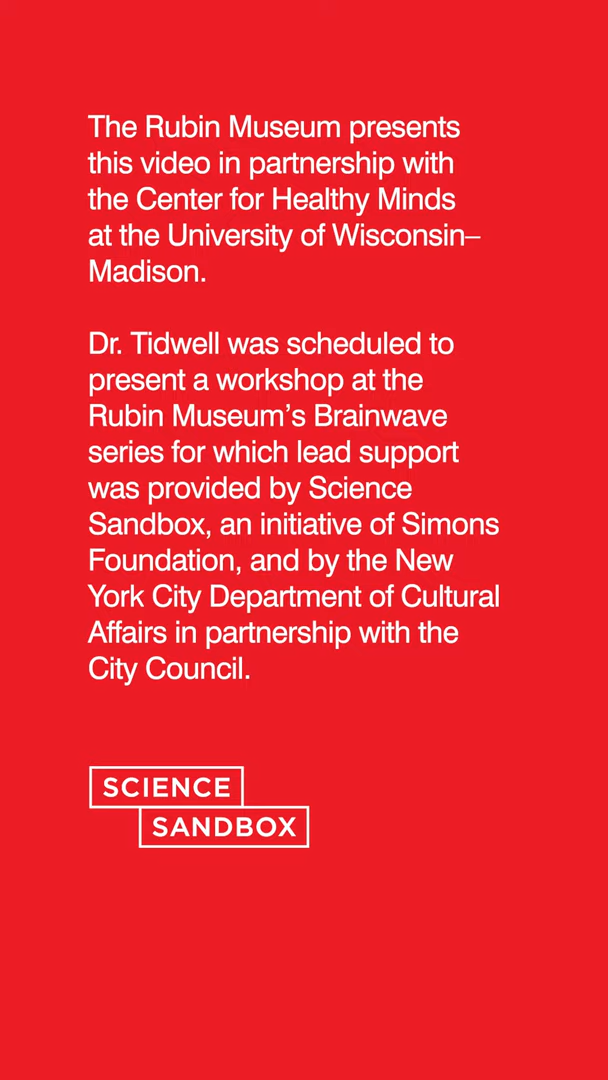 The Rubin Museum presents
this video in partnership with
the Center for Healthy Minds
at the University of Wisconsin–
Madison.
Dr. Tidwell was scheduled to
present a workshop at the
Rubin Museum’s Brainwave
series for which lead support
was provided by Science
Sandbox, an initiative of Simons
Foundation, and by the New
York City Department of Cultural
Affairs in partnership with the
City Council.
SCIENCE
SANDBOX